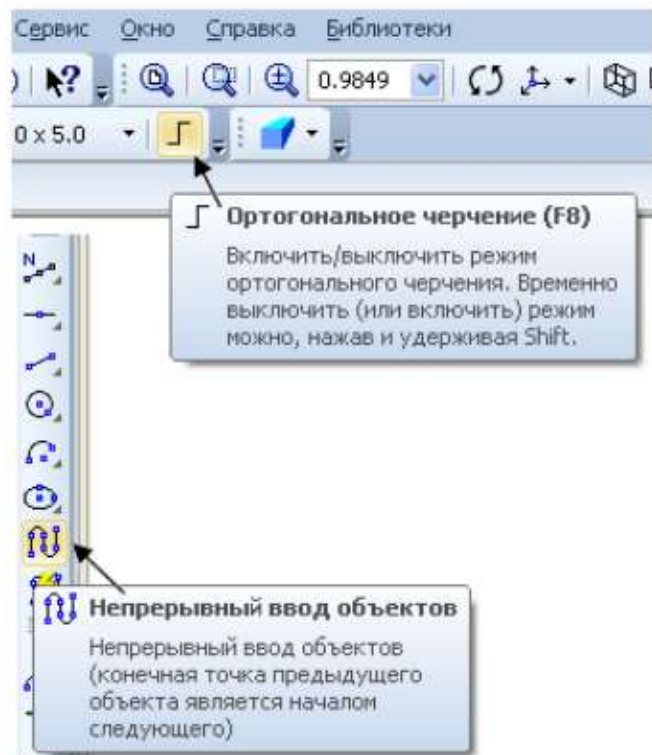 Сервис Окно Справка Библиотеки
0.9849
0 x 5.0
Ортогональное черчение (F8)
Включить/выключить режим
ортогонального черчения. Временно
выключить (или включить) режим
можно, нажав и удерживая Shift.
N
Непрерывный ввод объектов
Непрерывный ввод объектов
(конечная точка предыдущего
объекта является началом
следующего)